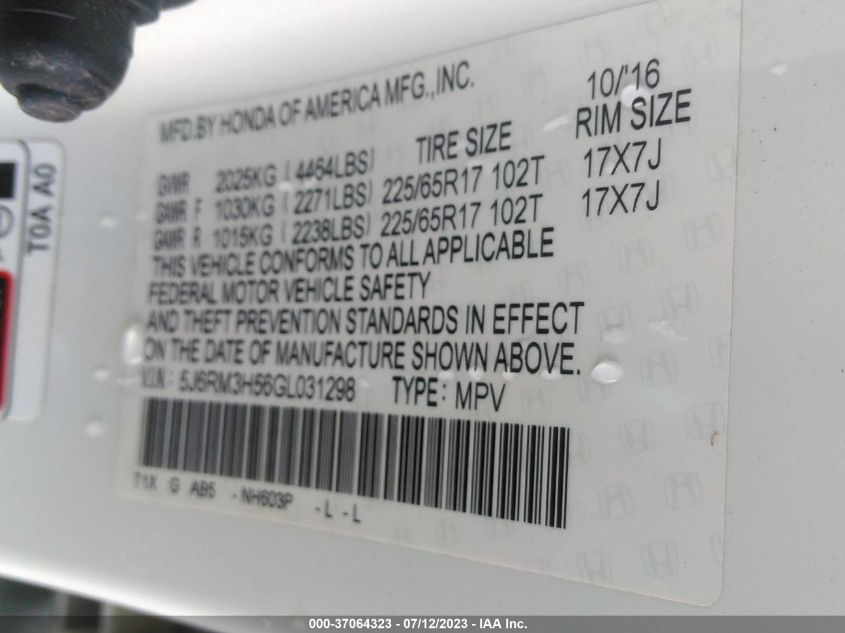 MFD.BY HONDA OF AMERICA MFG.,INC. 10/'16
TIRE SIZE RIM SIZE
GVWR 2025KG (4464LBS)
GAWR F 1030KG (2271LBS) 225/65R17 102T 17X7J
GAWR R 1015KG (2238LBS) 225/65R17 102T 17X7J
THIS VEHICLE CONFORMS TO ALL APPLICABLE
FEDERAL MOTOR VEHICLE SAFETY
AND THEFT PREVENTION STANDARDS IN EFFECT
ON THE DATE OF MANUFACTURE SHOWN ABOVE.
V.I.N.: 5J6RM3H56GL031298 TYPE: MPV
T1X G AB5 -NH603P -L -L
T0A A0
000-37064323 - 07/12/2023 - IAA Inc.